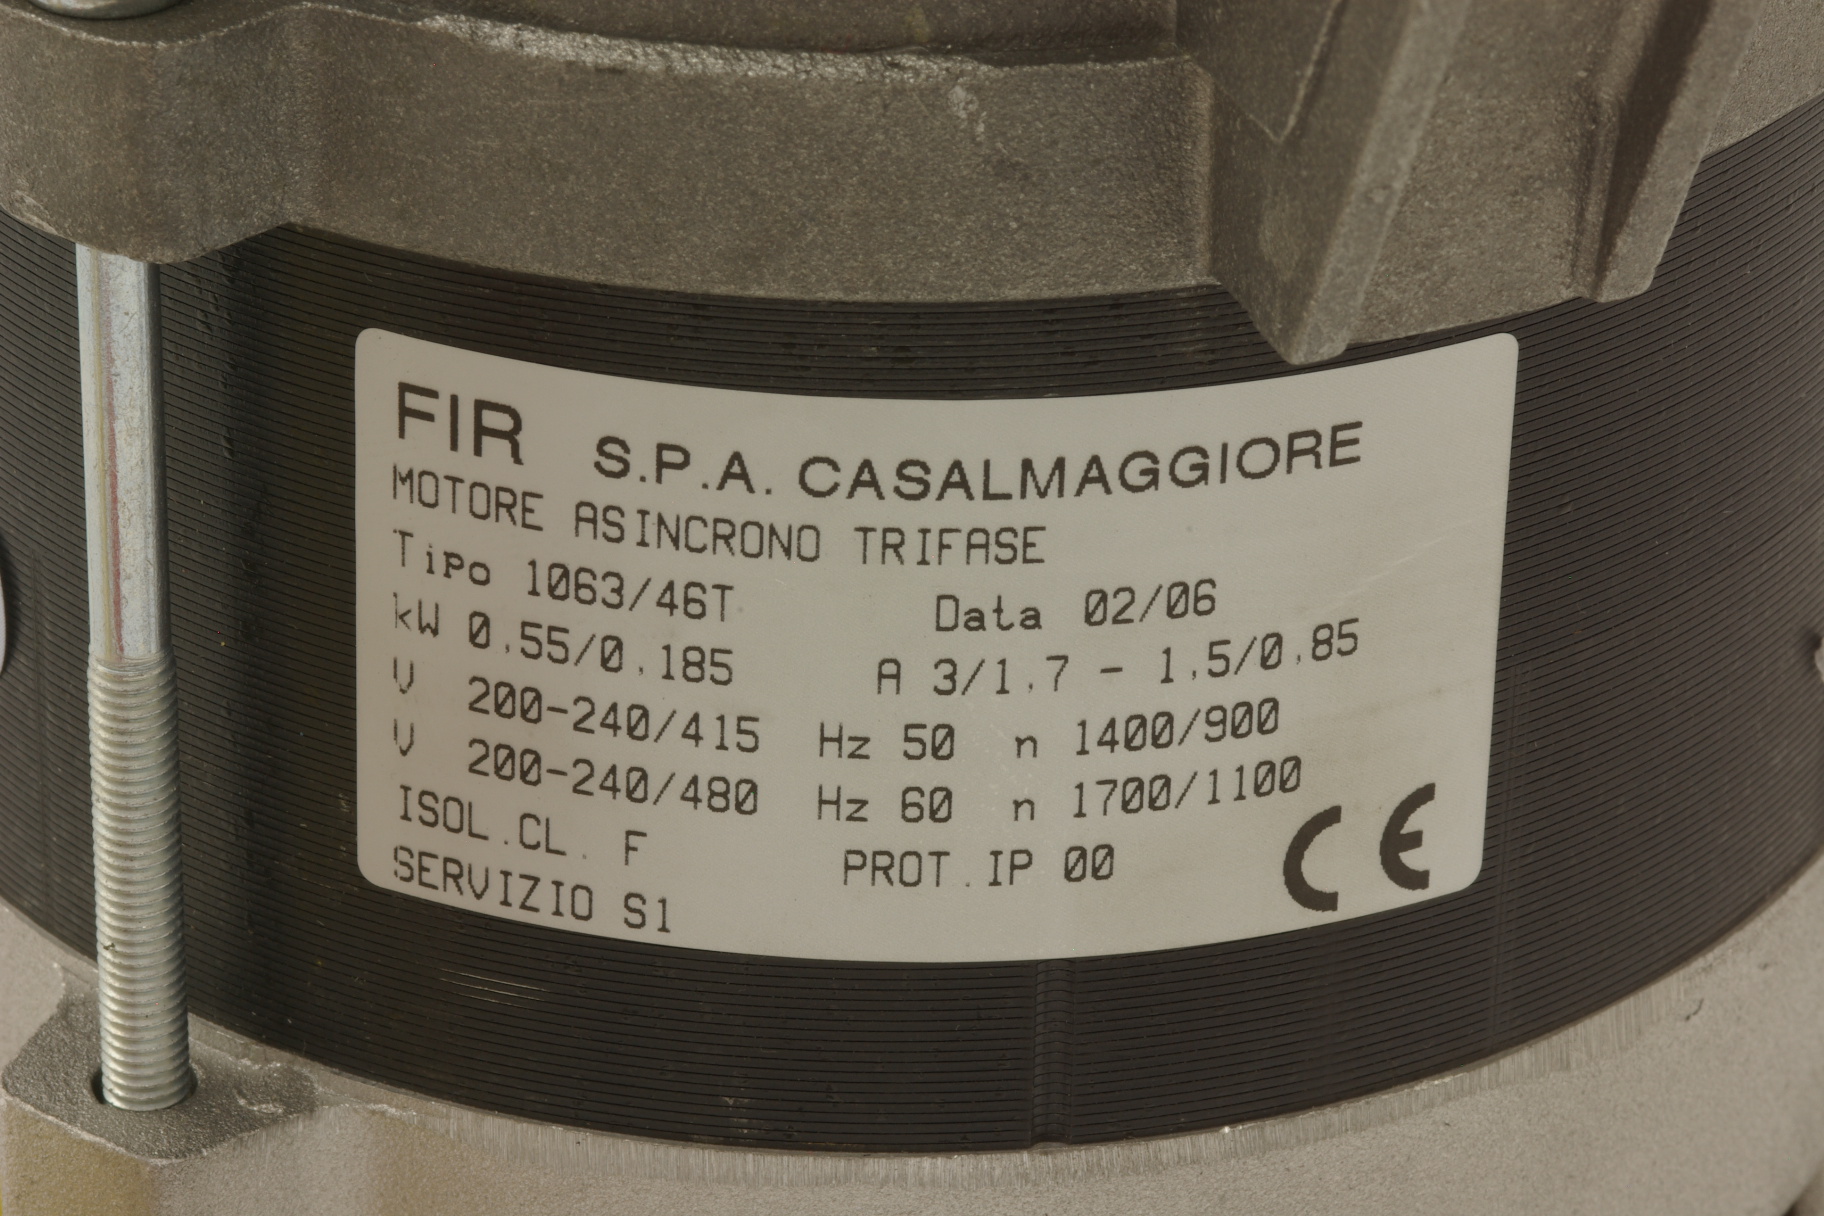 FIR S.P.A. CASALMAGGIORE
MOTORE ASINCRONO TRIFASE
Tipo 1063/46T Data 02/06
kW 0.55/0.185 A 3/1.7 - 1.5/0.85
V 200-240/415 Hz 50 n 1400/900
V 200-240/480 Hz 60 n 1700/1100
ISOL.CL. F PROT.IP 00
SERVIZIO S1 CE